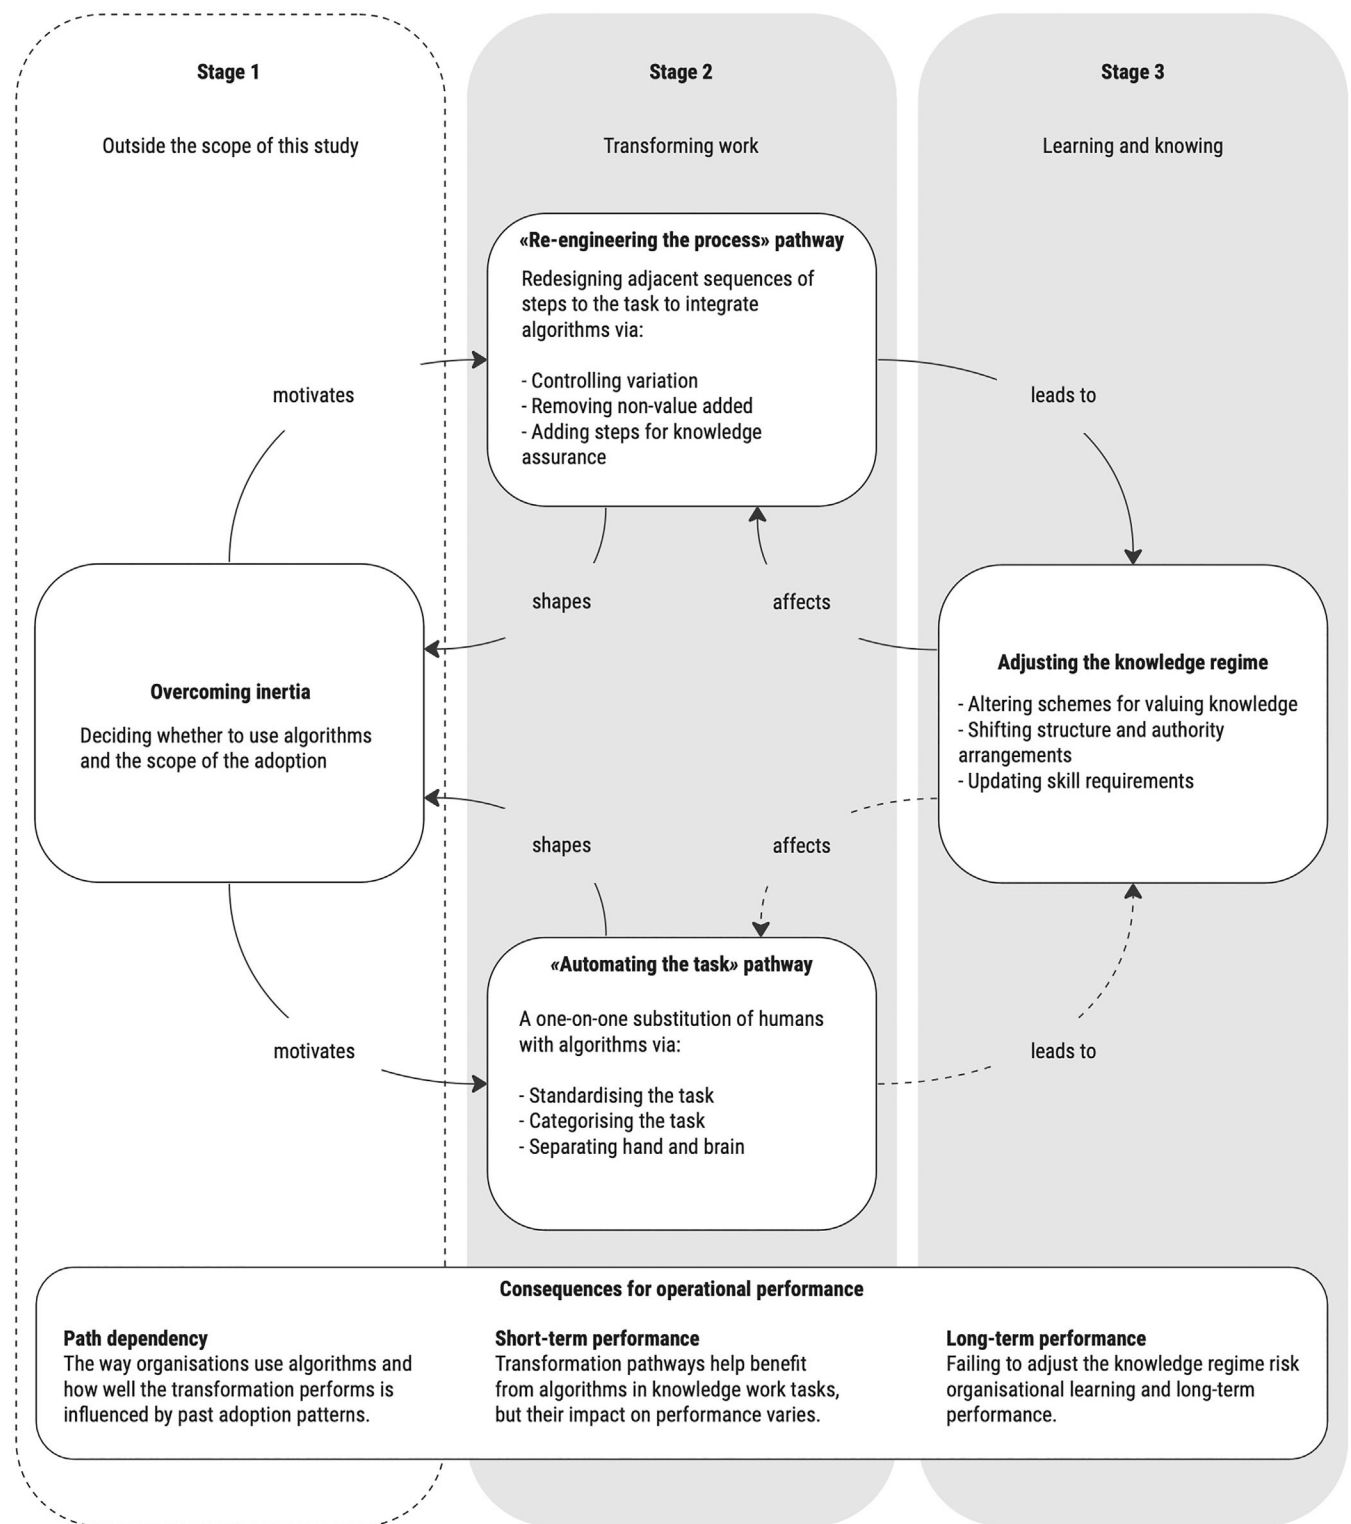 Stage 1
Outside the scope of this study
Stage 2
Transforming work
Stage 3
Learning and knowing
«Re-engineering the process» pathway
Redesigning adjacent sequences of
steps to the task to integrate
algorithms via:
- Controlling variation
- Removing non-value added
- Adding steps for knowledge
assurance
motivates
leads to
shapes
affects
Overcoming inertia
Deciding whether to use algorithms
and the scope of the adoption
Adjusting the knowledge regime
- Altering schemes for valuing knowledge
- Shifting structure and authority
arrangements
- Updating skill requirements
shapes
affects
«Automating the task» pathway
A one-on-one substitution of humans
with algorithms via:
- Standardising the task
- Categorising the task
- Separating hand and brain
motivates
leads to
Consequences for operational performance
Path dependency
The way organisations use algorithms and
how well the transformation performs is
influenced by past adoption patterns.
Short-term performance
Transformation pathways help benefit
from algorithms in knowledge work tasks,
but their impact on performance varies.
Long-term performance
Failing to adjust the knowledge regime risk
organisational learning and long-term
performance.